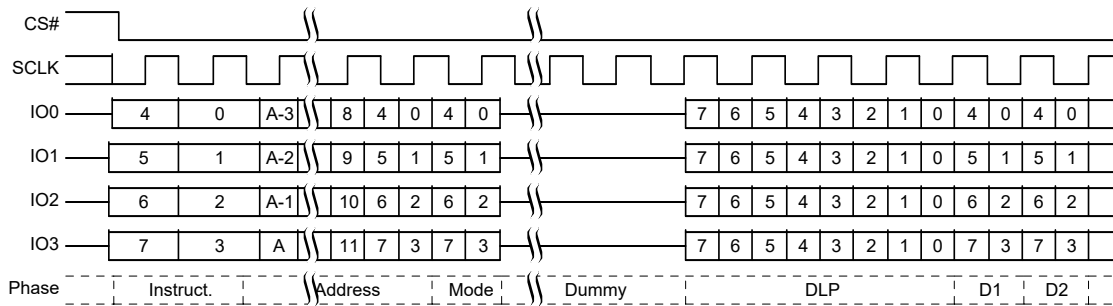 CS#
SCLK
IO0 4 0 A-3 8 4 0 4 0 7 6 5 4 3 2 1 0 4 0 4 0
IO1 5 1 A-2 9 5 1 5 1 7 6 5 4 3 2 1 0 5 1 5 1
IO2 6 2 A-1 10 6 2 6 2 7 6 5 4 3 2 1 0 6 2 6 2
IO3 7 3 A 11 7 3 7 3 7 6 5 4 3 2 1 0 7 3 7 3
Phase Instruct. Address Mode Dummy DLP D1 D2